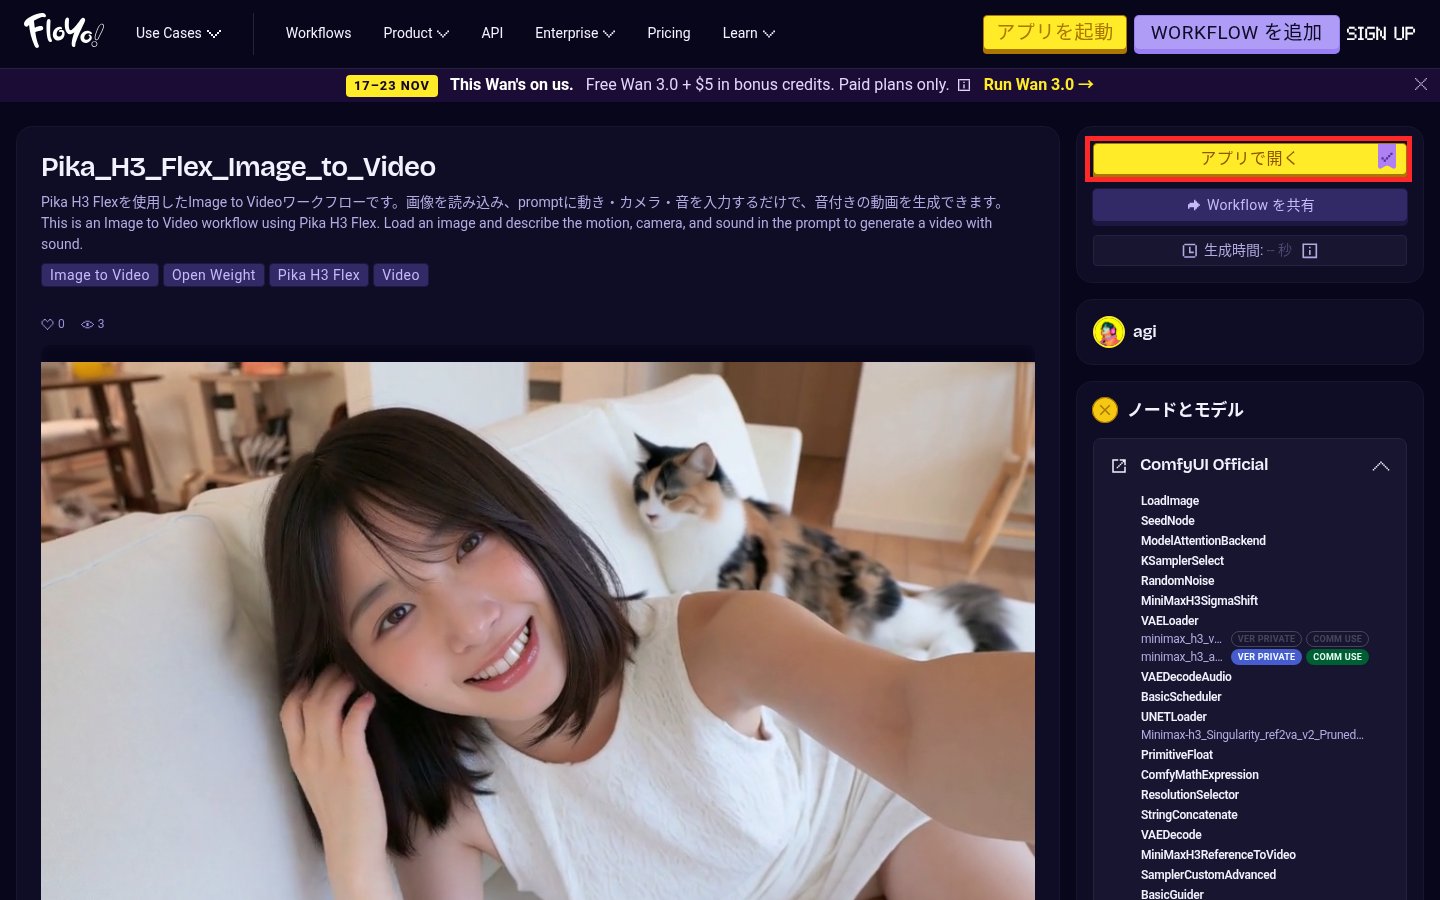 Floyo
Use Cases
Workflows
Product
API
Enterprise
Pricing
Learn
アプリを起動
WORKFLOW を追加
SIGN UP
17–23 NOV
This Wan's on us.
Free Wan 3.0 + $5 in bonus credits. Paid plans only.
Run Wan 3.0 →
Pika_H3_Flex_Image_to_Video
Pika H3 Flexを使用したImage to Videoワークフローです。画像を読み込み、promptに動き・カメラ・音を入力するだけで、音付きの動画を生成できます。
This is an Image to Video workflow using Pika H3 Flex. Load an image and describe the motion, camera, and sound in the prompt to generate a video with
sound.
Image to Video
Open Weight
Pika H3 Flex
Video
0
3
アプリで開く
Workflow を共有
生成時間: -- 秒
agi
ノードとモデル
ComfyUI Official
LoadImage
SeedNode
ModelAttentionBackend
KSamplerSelect
RandomNoise
MiniMaxH3SigmaShift
VAELoader
minimax_h3_v... VER PRIVATE COMM USE
minimax_h3_a... VER PRIVATE COMM USE
VAEDecodeAudio
BasicScheduler
UNETLoader
Minimax-h3_Singularity_ref2va_v2_Pruned...
PrimitiveFloat
ComfyMathExpression
ResolutionSelector
StringConcatenate
VAEDecode
MiniMaxH3ReferenceToVideo
SamplerCustomAdvanced
BasicGuider